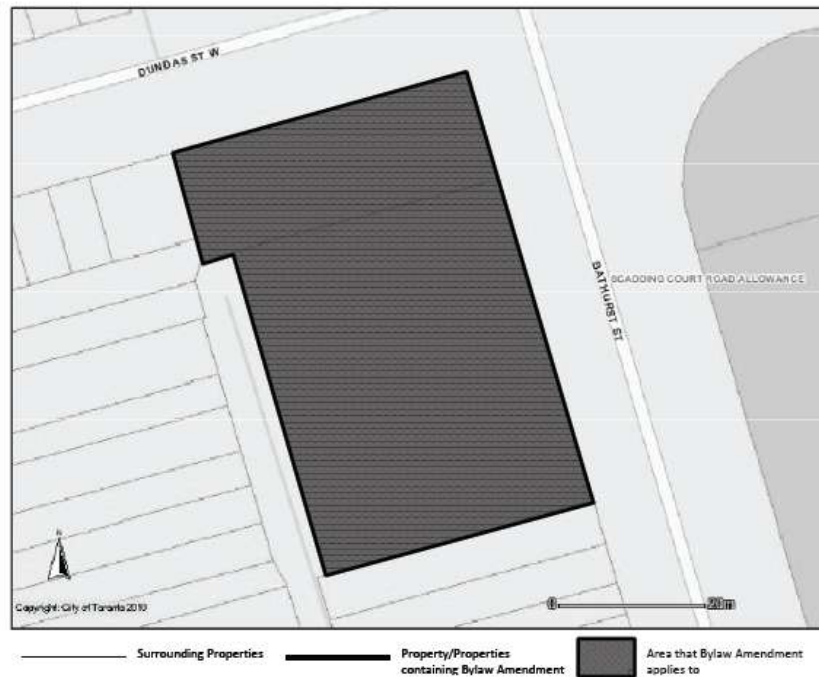 DUNDAS ST W
BATHURST ST
SCADDING COURT ROAD ALLOWANCE
N
Copyright: City of Toronto 2010
0 20m
Surrounding Properties
Property/Properties
containing Bylaw Amendment
Area that Bylaw Amendment
applies to